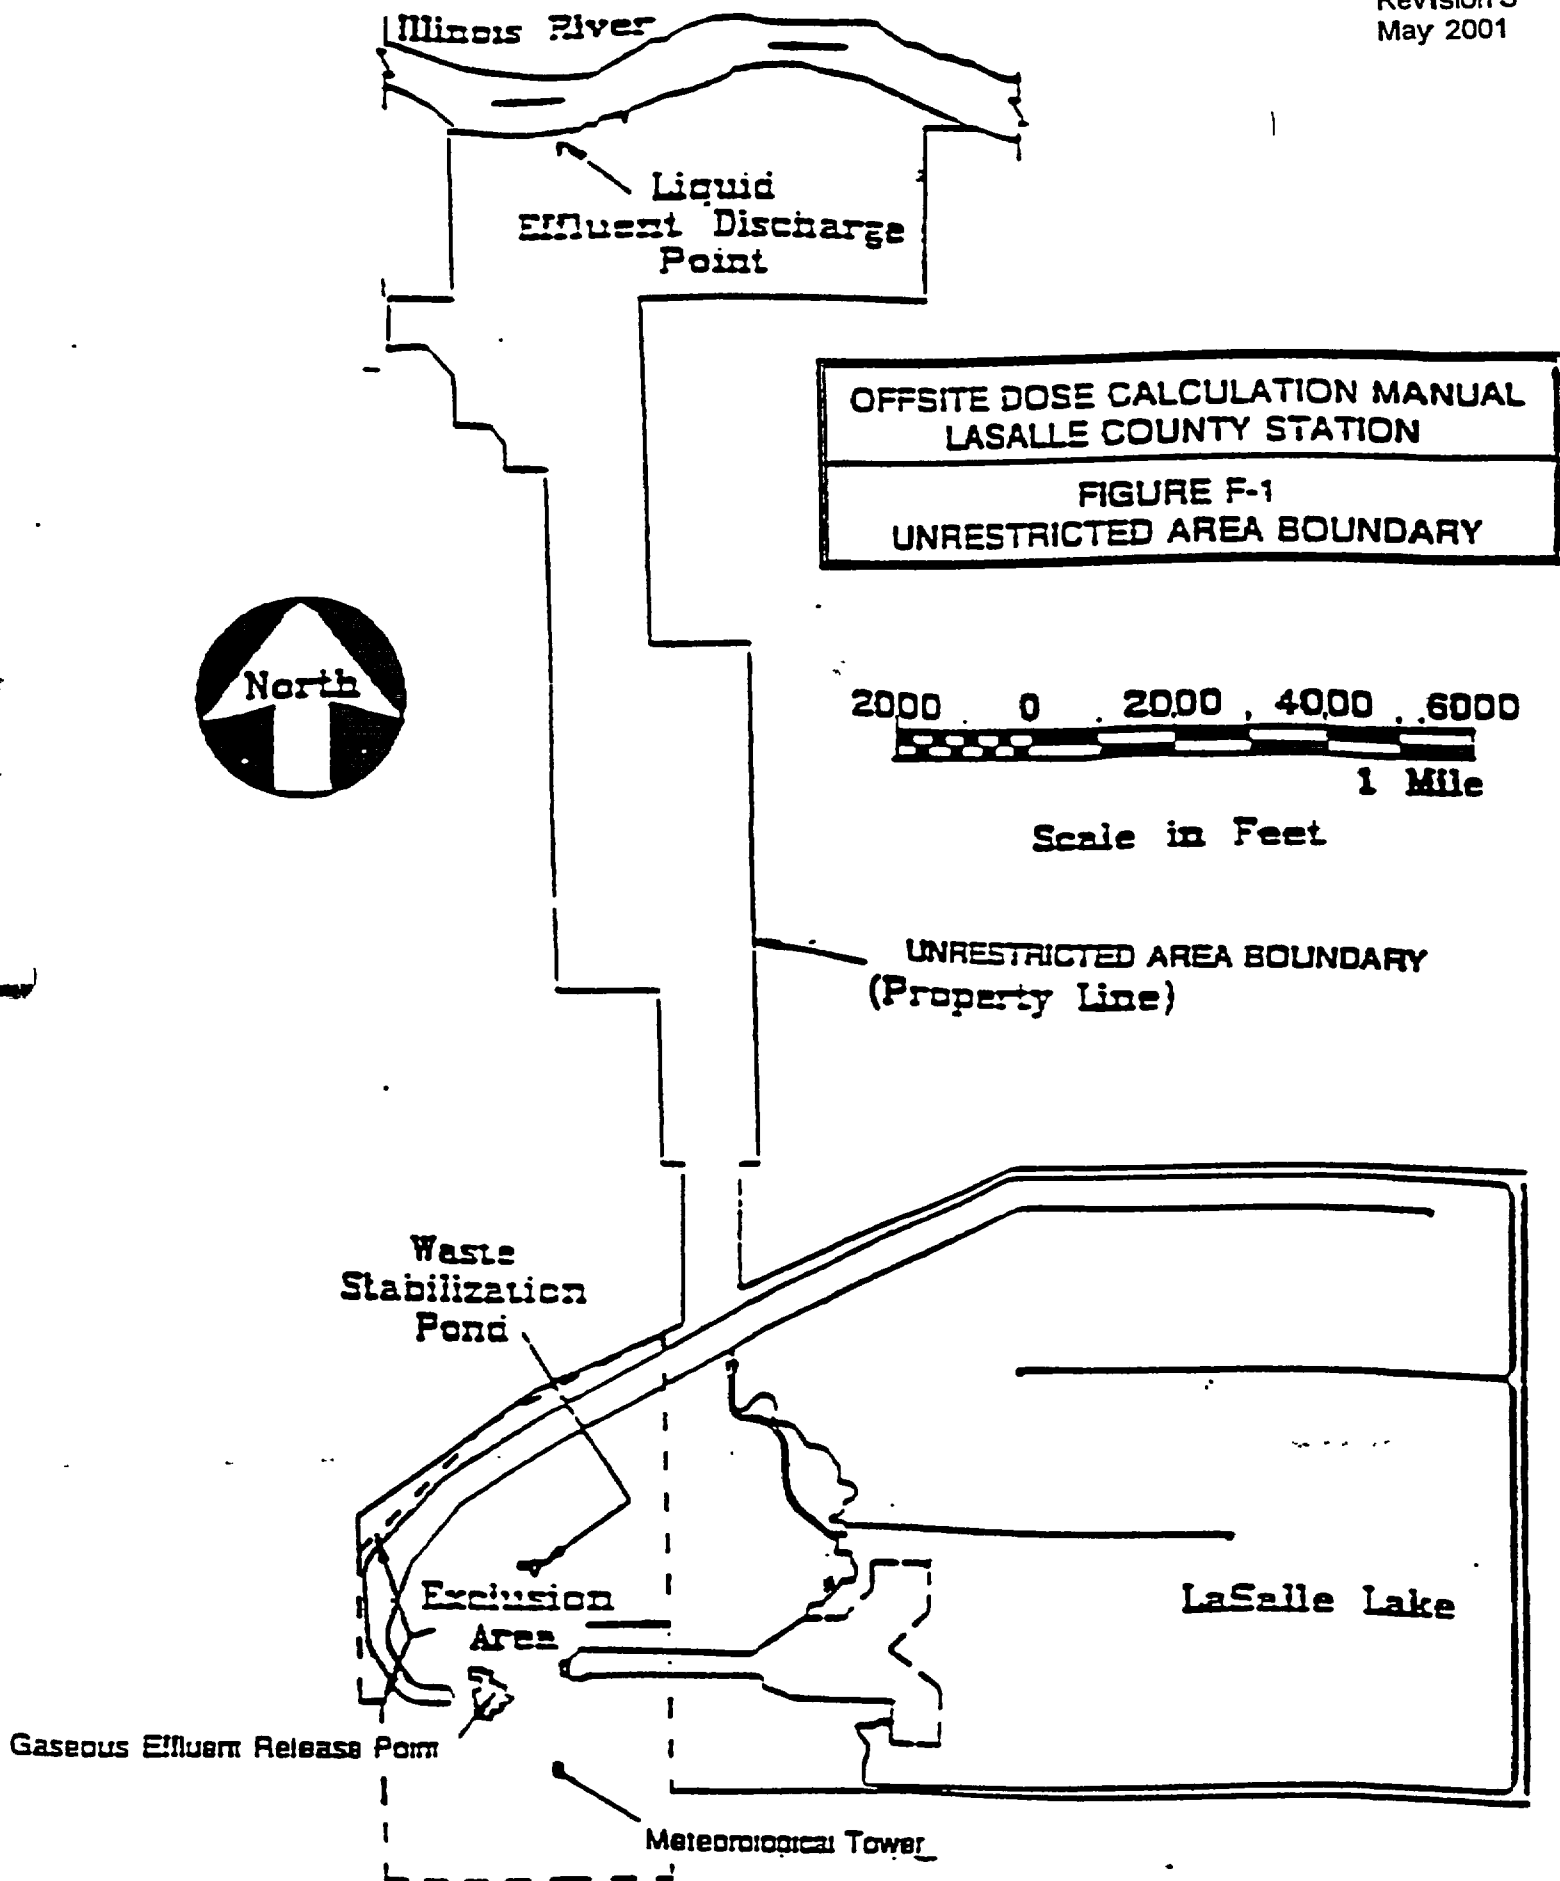 May 2001
Illinois River
Liquid
Effluent Discharge
Point
OFFSITE DOSE CALCULATION MANUAL
LASALLE COUNTY STATION
FIGURE F-1
UNRESTRICTED AREA BOUNDARY
North
2000 0 2000 4000 6000
1 Mile
Scale in Feet
UNRESTRICTED AREA BOUNDARY
(Property Line)
Waste
Stabilization
Pond
Exclusion
Area
LaSalle Lake
Gaseous Effluent Release Point
Meteorological Tower